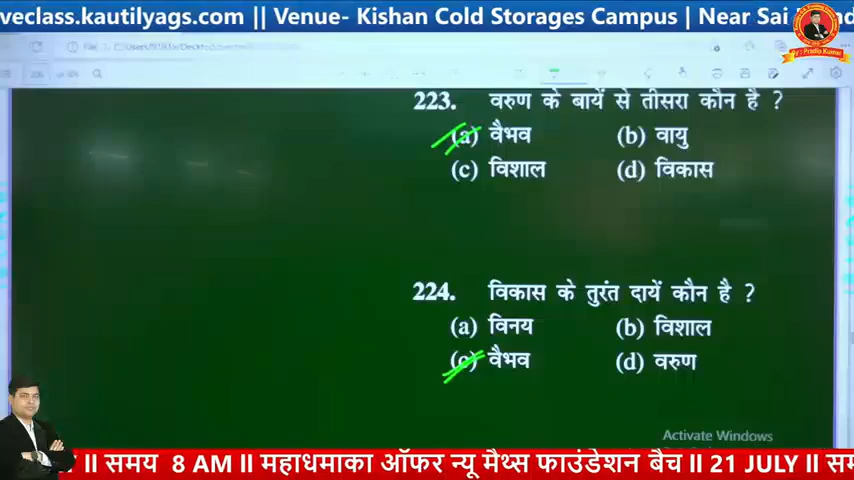 veclass.kautilyags.com || Venue- Kishan Cold Storages Campus | Near Sai
223. वरुण के बायें से तीसरा कौन है ?
(a) वैभव (b) वायु
(c) विशाल (d) विकास
224. विकास के तुरंत दायें कौन है ?
(a) विनय (b) विशाल
(c) वैभव (d) वरुण
Activate Windows
II समय 8 AM II महाधमाका ऑफर न्यू मैथ्स फाउंडेशन बैच II 21 JULY II सम